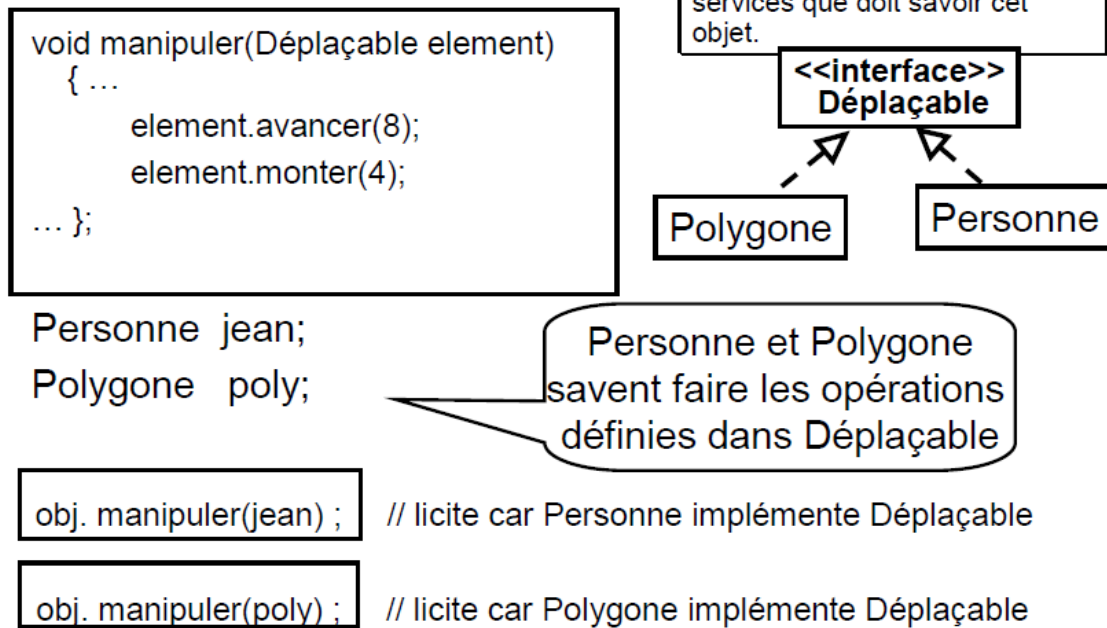 services que doit savoir cet
objet.
void manipuler(Déplaçable element)
{ …
element.avancer(8);
element.monter(4);
… };
<<interface>>
Déplaçable
Polygone
Personne
Personne jean;
Polygone poly;
Personne et Polygone
savent faire les opérations
définies dans Déplaçable
obj. manipuler(jean) ; // licite car Personne implémente Déplaçable
obj. manipuler(poly) ; // licite car Polygone implémente Déplaçable